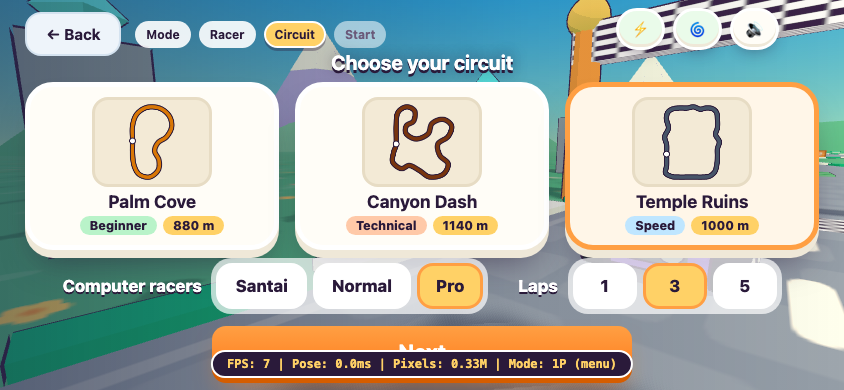 ← Back
Mode
Racer
Circuit
Start
Choose your circuit
Palm Cove
Beginner 880 m
Canyon Dash
Technical 1140 m
Temple Ruins
Speed 1000 m
Computer racers
Santai
Normal
Pro
Laps
1
3
5
Next
FPS: 7 | Pose: 0.0ms | Pixels: 0.33M | Mode: 1P (menu)